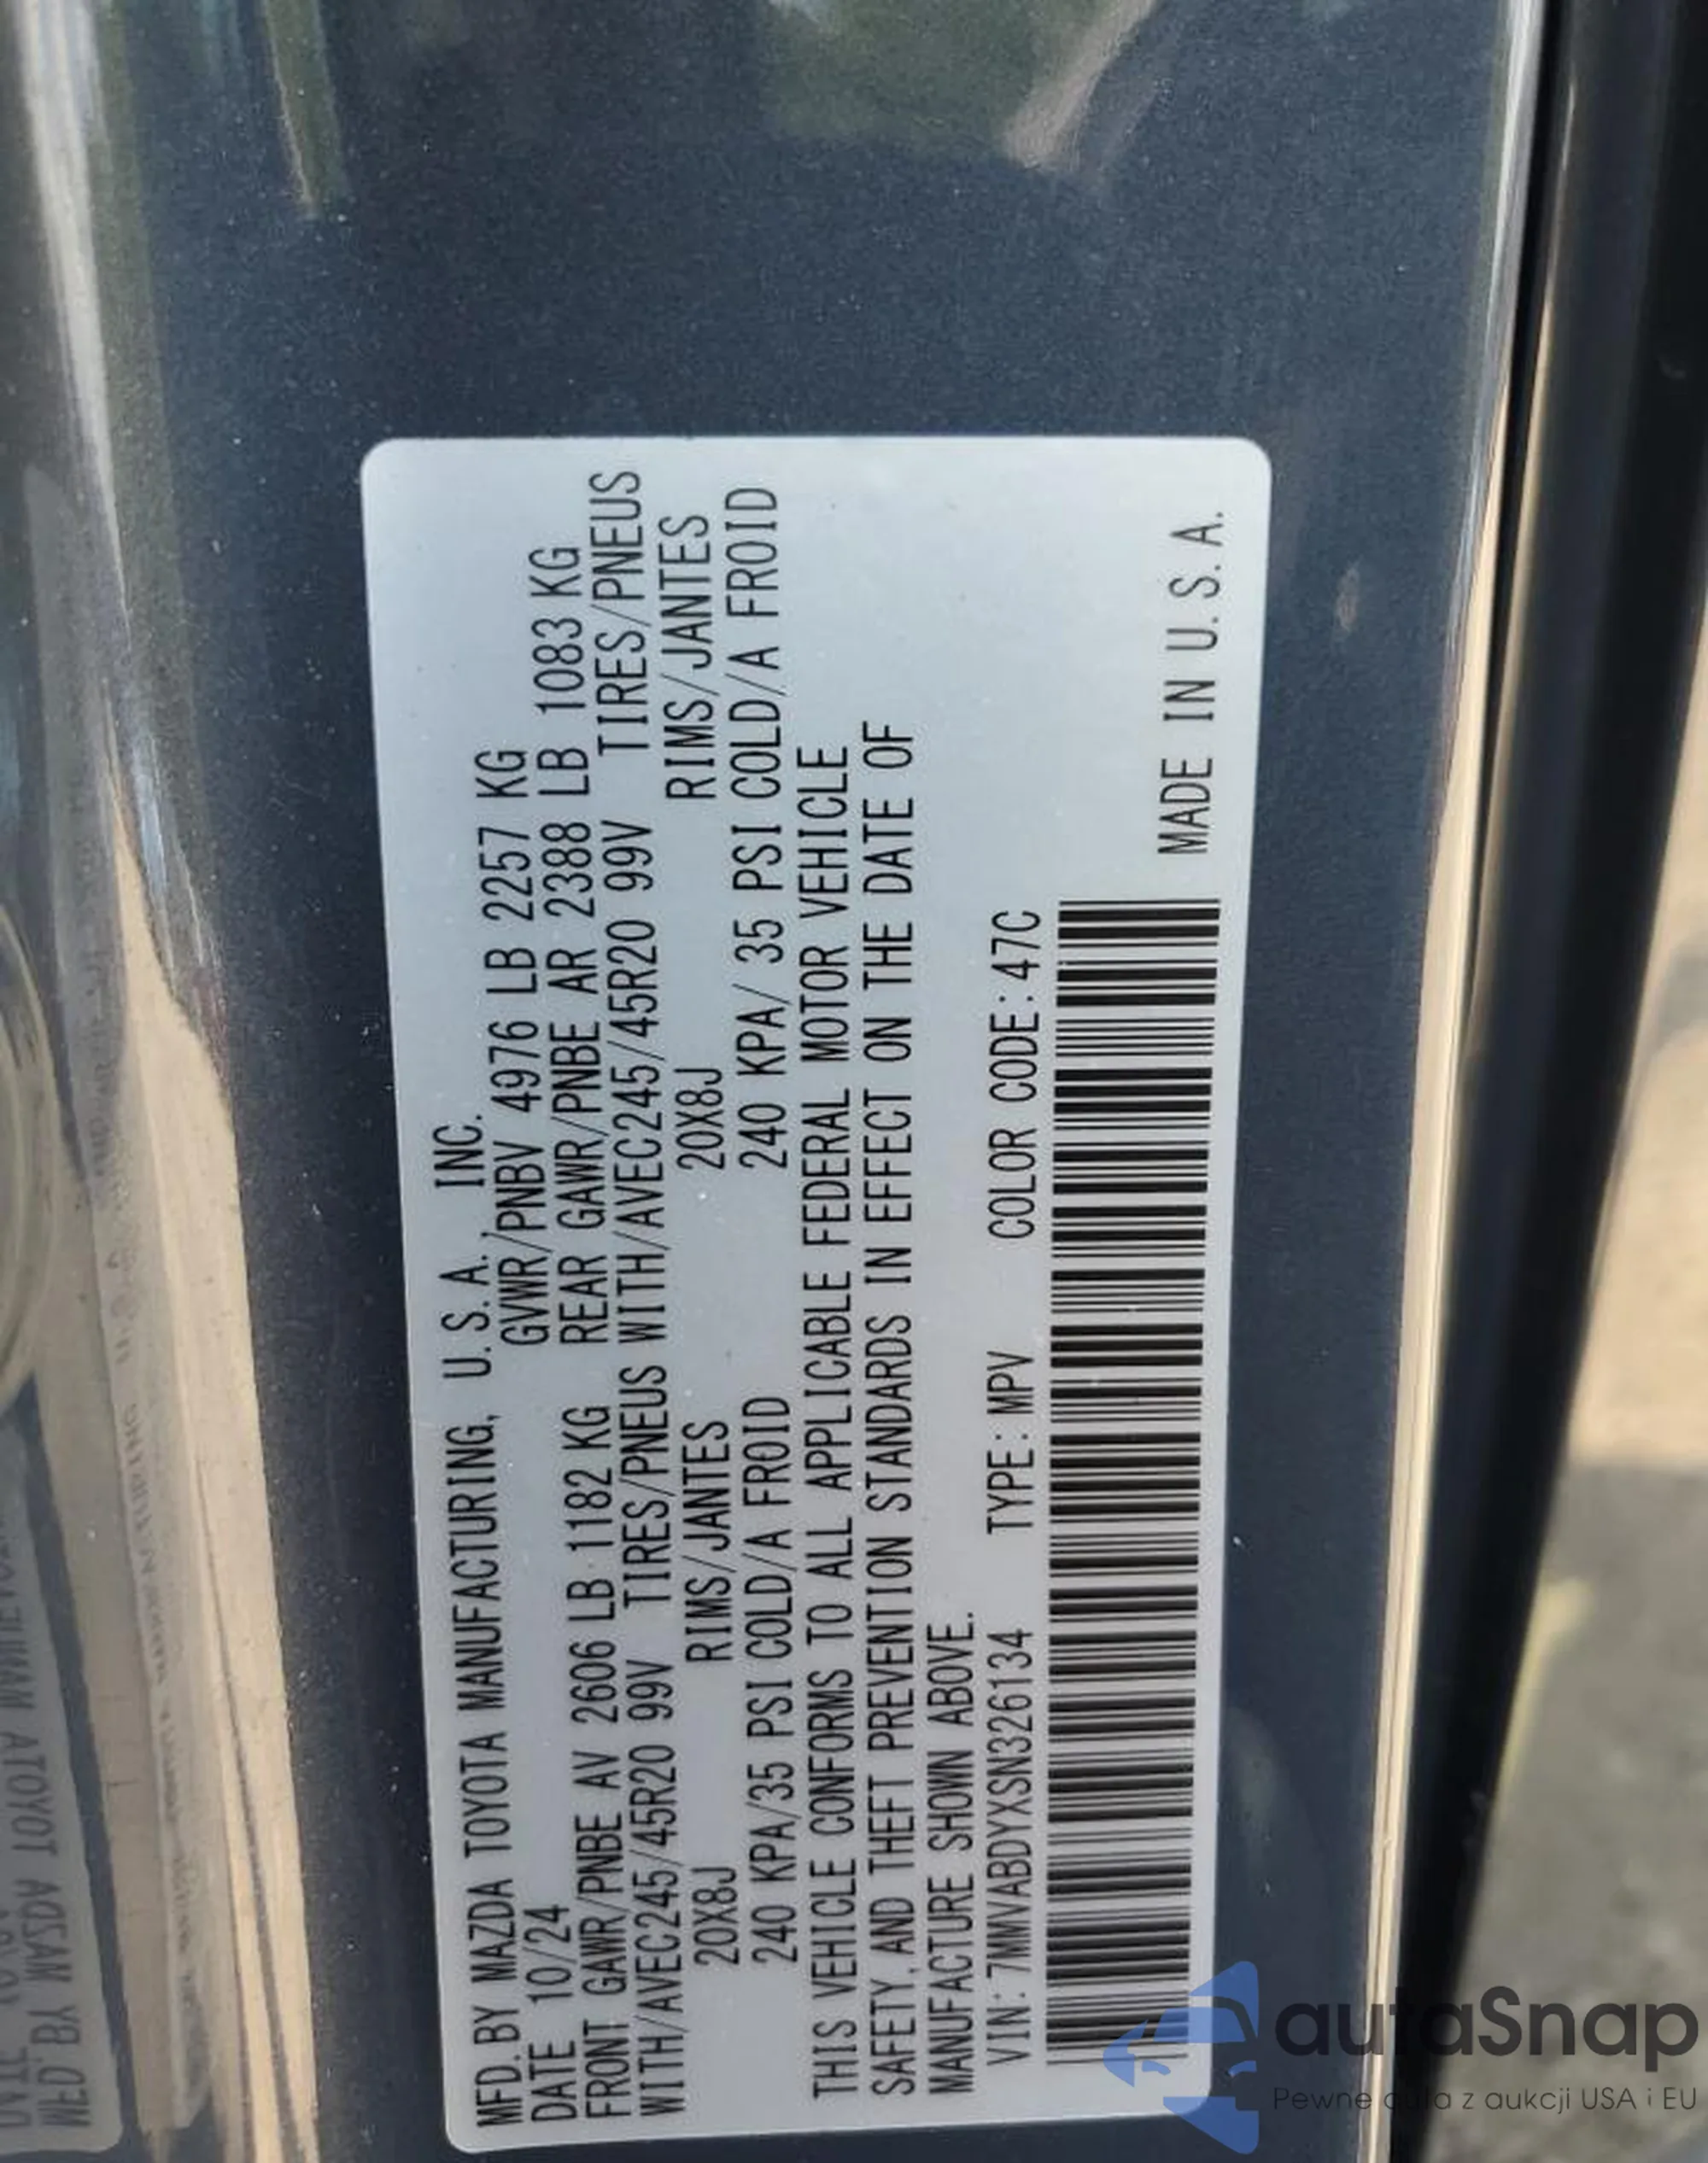 MFD. BY MAZDA TOYOTA MANUFACTURING, U.S.A., INC.
DATE 10/24 GVWR/PNBV 4976 LB 2257 KG
FRONT GAWR/PNBE AV 2606 LB 1182 KG REAR GAWR/PNBE AR 2388 LB 1083 KG
WITH/AVEC245/45R20 99V TIRES/PNEUS WITH/AVEC245/45R20 99V TIRES/PNEUS
20X8J RIMS/JANTES 20X8J RIMS/JANTES
240 KPA/35 PSI COLD/A FROID 240 KPA/ 35 PSI COLD/A FROID
THIS VEHICLE CONFORMS TO ALL APPLICABLE FEDERAL MOTOR VEHICLE
SAFETY, AND THEFT PREVENTION STANDARDS IN EFFECT ON THE DATE OF
MANUFACTURE SHOWN ABOVE.
VIN: 7MMVABDYXSN326134 TYPE: MPV COLOR CODE: 47C
MADE IN U.S.A.
autaSnap
Pewne auta z aukcji USA i EU